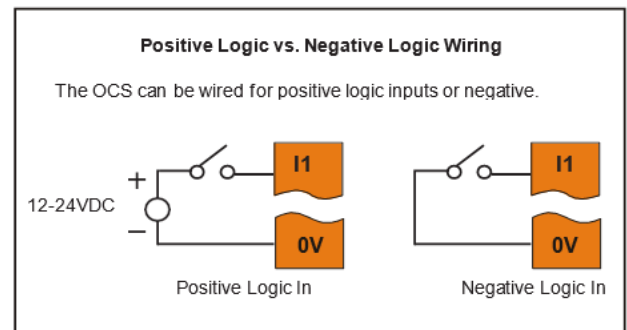 Positive Logic vs. Negative Logic Wiring
The OCS can be wired for positive logic inputs or negative.
I1
I1
+
12-24VDC
–
0V
0V
Positive Logic In
Negative Logic In